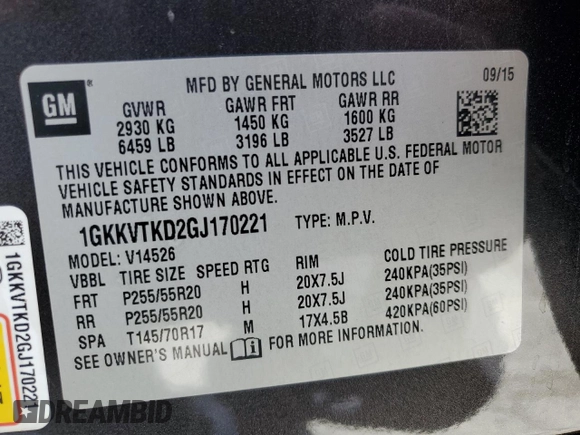 GM
®
MFD BY GENERAL MOTORS LLC
09/15
GVWR GAWR FRT GAWR RR
2930 KG 1450 KG 1600 KG
6459 LB 3196 LB 3527 LB
THIS VEHICLE CONFORMS TO ALL APPLICABLE U.S. FEDERAL MOTOR
VEHICLE SAFETY STANDARDS IN EFFECT ON THE DATE OF
MANUFACTURE SHOWN ABOVE.
1GKKVTKD2GJ170221 TYPE: M.P.V.
MODEL: V14526
VBBL TIRE SIZE SPEED RTG RIM COLD TIRE PRESSURE
FRT P255/55R20 H 20X7.5J 240KPA(35PSI)
RR P255/55R20 H 20X7.5J 240KPA(35PSI)
SPA T145/70R17 M 17X4.5B 420KPA(60PSI)
SEE OWNER'S MANUAL FOR MORE INFORMATION.
1GKKVTKD2GJ17022
DREAMBID